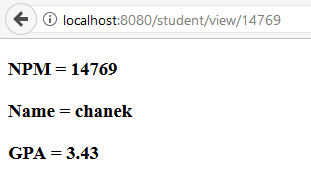 localhost:8080/student/view/14769
NPM = 14769
Name = chanek
GPA = 3.43